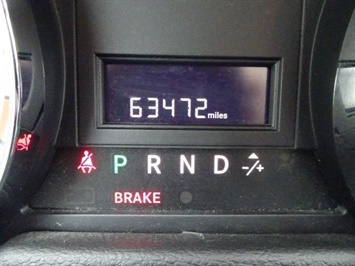 63472 miles
P R N D -/+
BRAKE